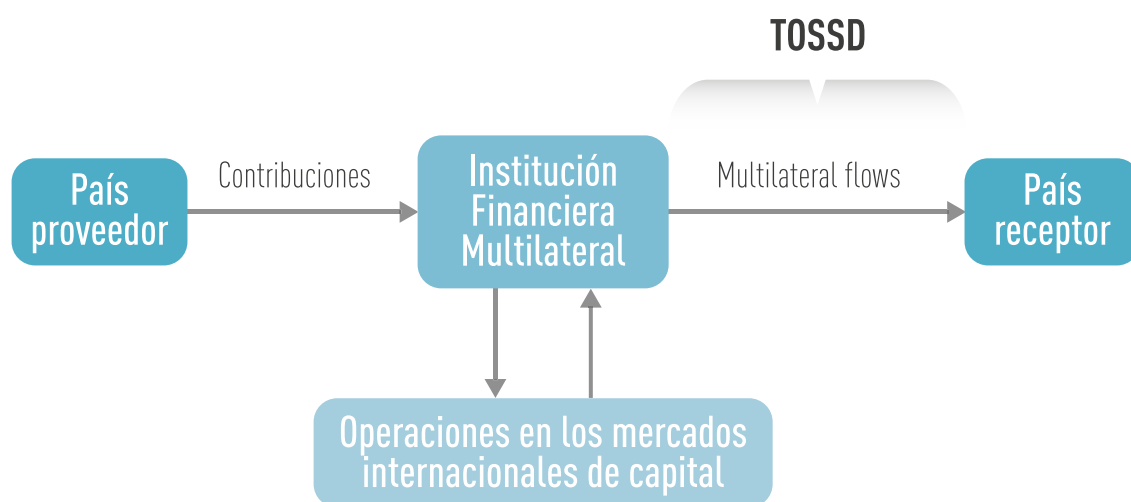 TOSSD
País
proveedor
Contribuciones
Institución
Financiera
Multilateral
Multilateral flows
País
receptor
Operaciones en los mercados
internacionales de capital